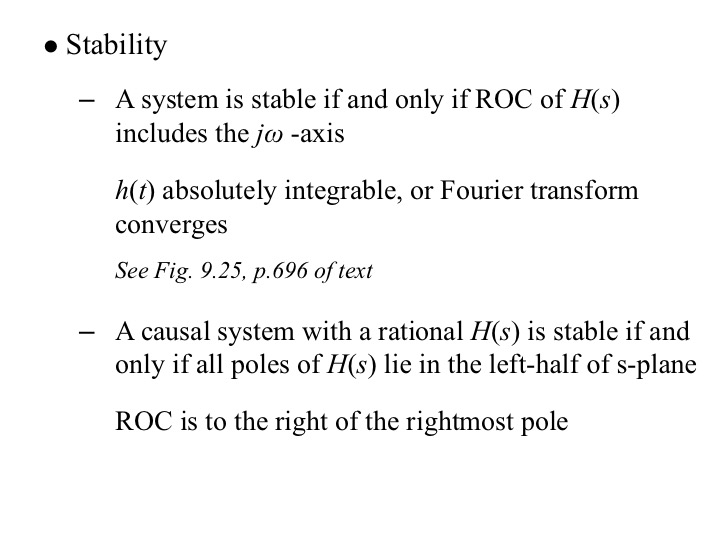 ● Stability
– A system is stable if and only if ROC of H(s)
includes the jω -axis
h(t) absolutely integrable, or Fourier transform
converges
See Fig. 9.25, p.696 of text
– A causal system with a rational H(s) is stable if and
only if all poles of H(s) lie in the left-half of s-plane
ROC is to the right of the rightmost pole